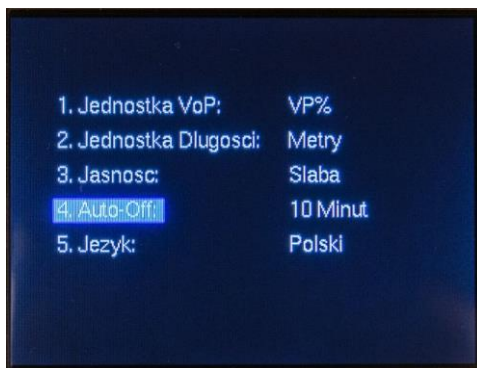 1. Jednostka VoP: VP%
2. Jednostka Dlugosci: Metry
3. Jasnosc: Slaba
4. Auto-Off: 10 Minut
5. Jezyk: Polski